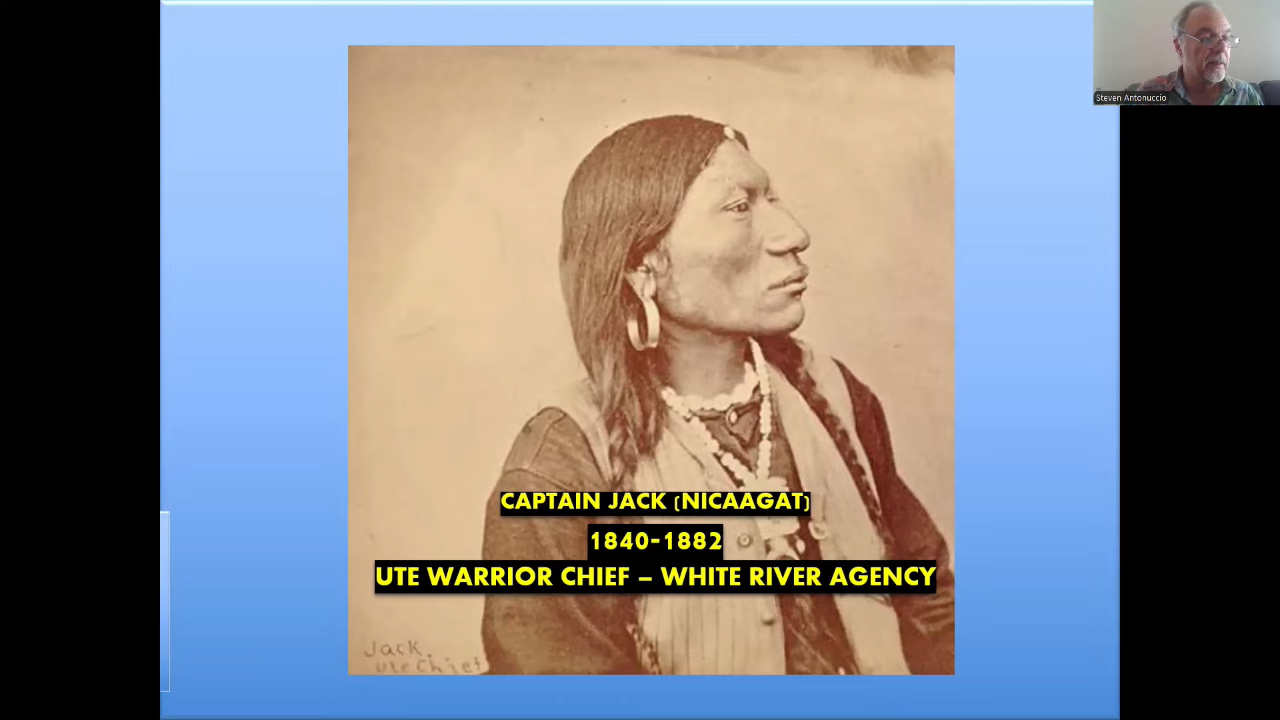 Steven Antonuccio
CAPTAIN JACK (NICAAGAT)
1840-1882
UTE WARRIOR CHIEF – WHITE RIVER AGENCY
Jack.
Ute Chief